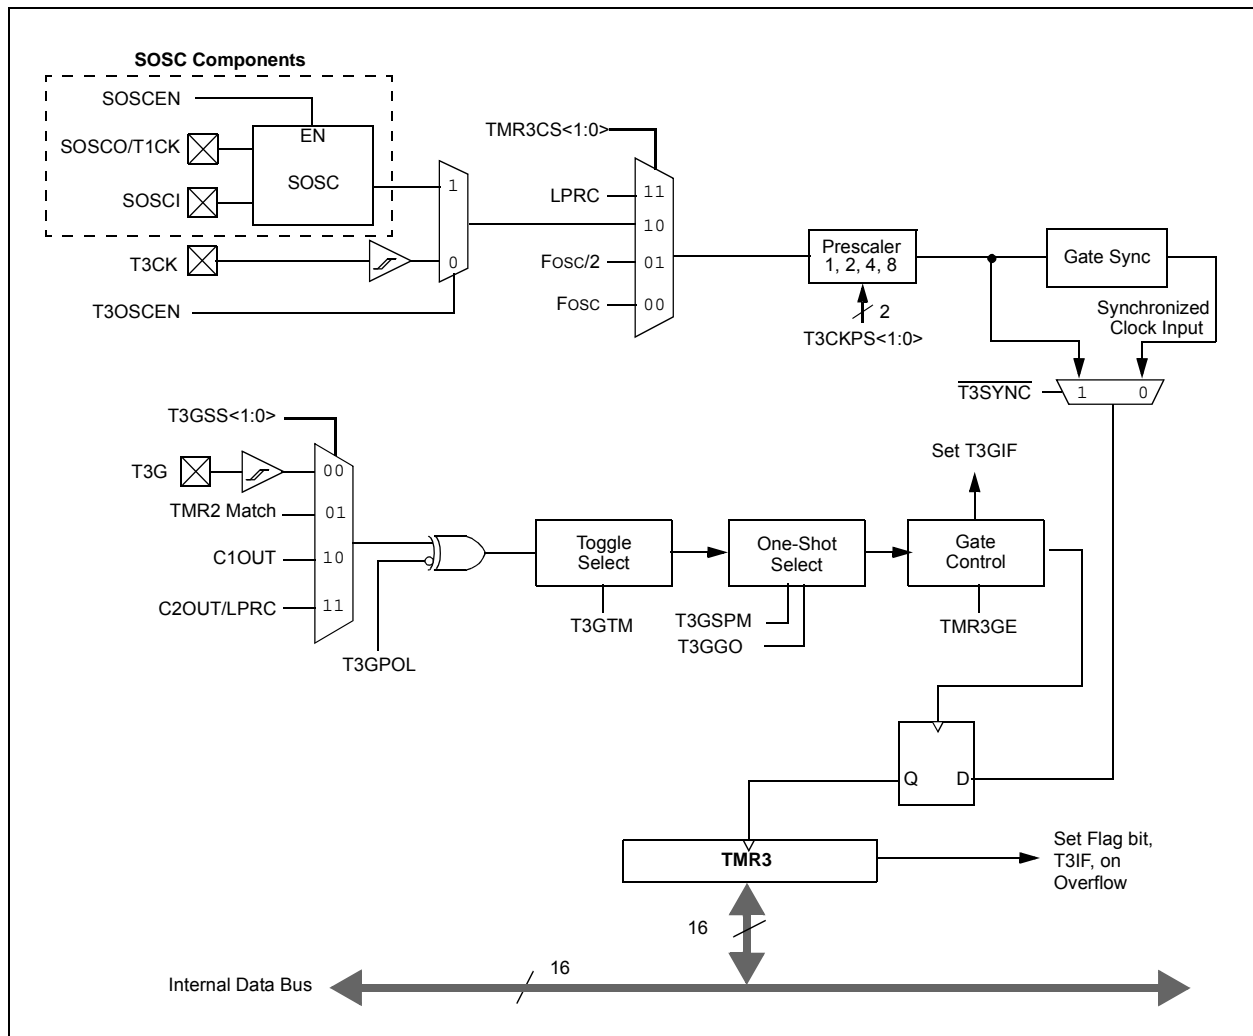 SOSC Components
SOSCEN
EN
SOSCO/T1CK
SOSC
SOSCI
T3CK
T3OSCEN
1
0
TMR3CS<1:0>
LPRC
11
10
FOSC/2
01
FOSC
00
Prescaler
1, 2, 4, 8
2
T3CKPS<1:0>
Gate Sync
Synchronized
Clock Input
T3SYNC
1
0
T3GSS<1:0>
T3G
00
TMR2 Match
01
C1OUT
10
C2OUT/LPRC
11
T3GPOL
Toggle
Select
T3GTM
One-Shot
Select
T3GSPM
T3GGO
Set T3GIF
Gate
Control
TMR3GE
Q
D
TMR3
Set Flag bit,
T3IF, on
Overflow
16
16
Internal Data Bus